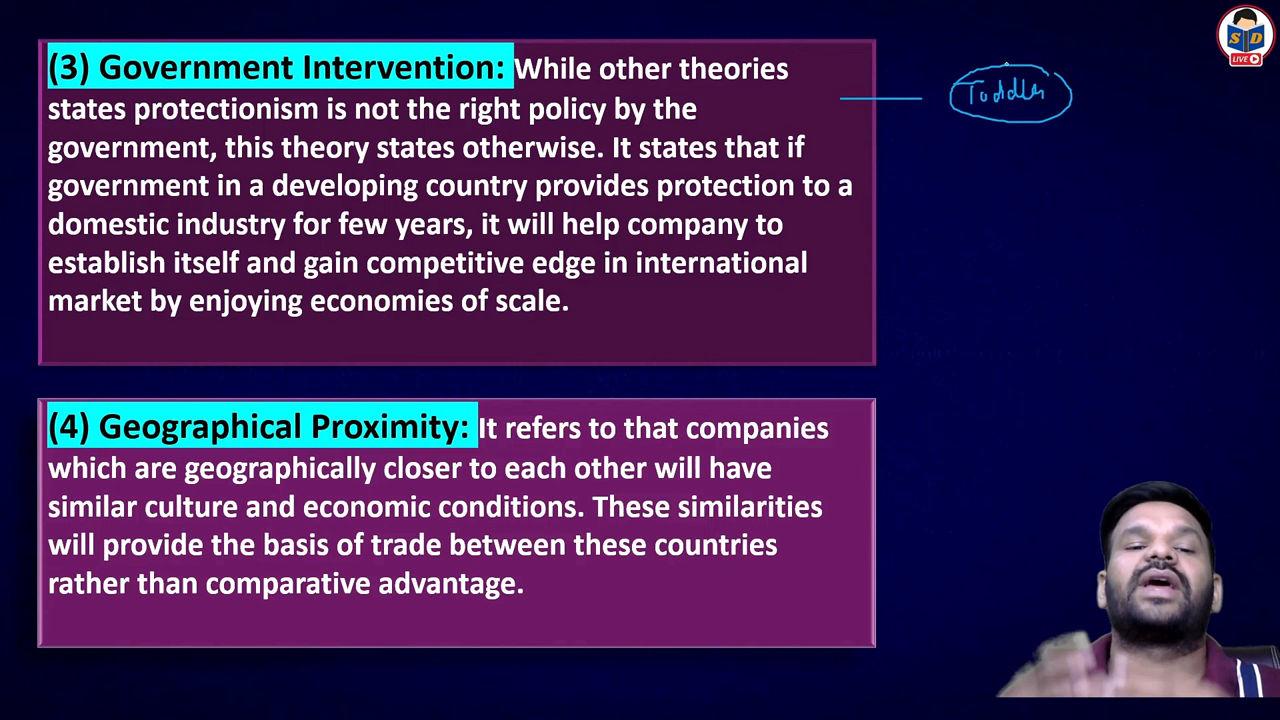 (3) Government Intervention: While other theories
states protectionism is not the right policy by the
government, this theory states otherwise. It states that if
government in a developing country provides protection to a
domestic industry for few years, it will help company to
establish itself and gain competitive edge in international
market by enjoying economies of scale.
Toddler
(4) Geographical Proximity: It refers to that companies
which are geographically closer to each other will have
similar culture and economic conditions. These similarities
will provide the basis of trade between these countries
rather than comparative advantage.
S D
LIVE